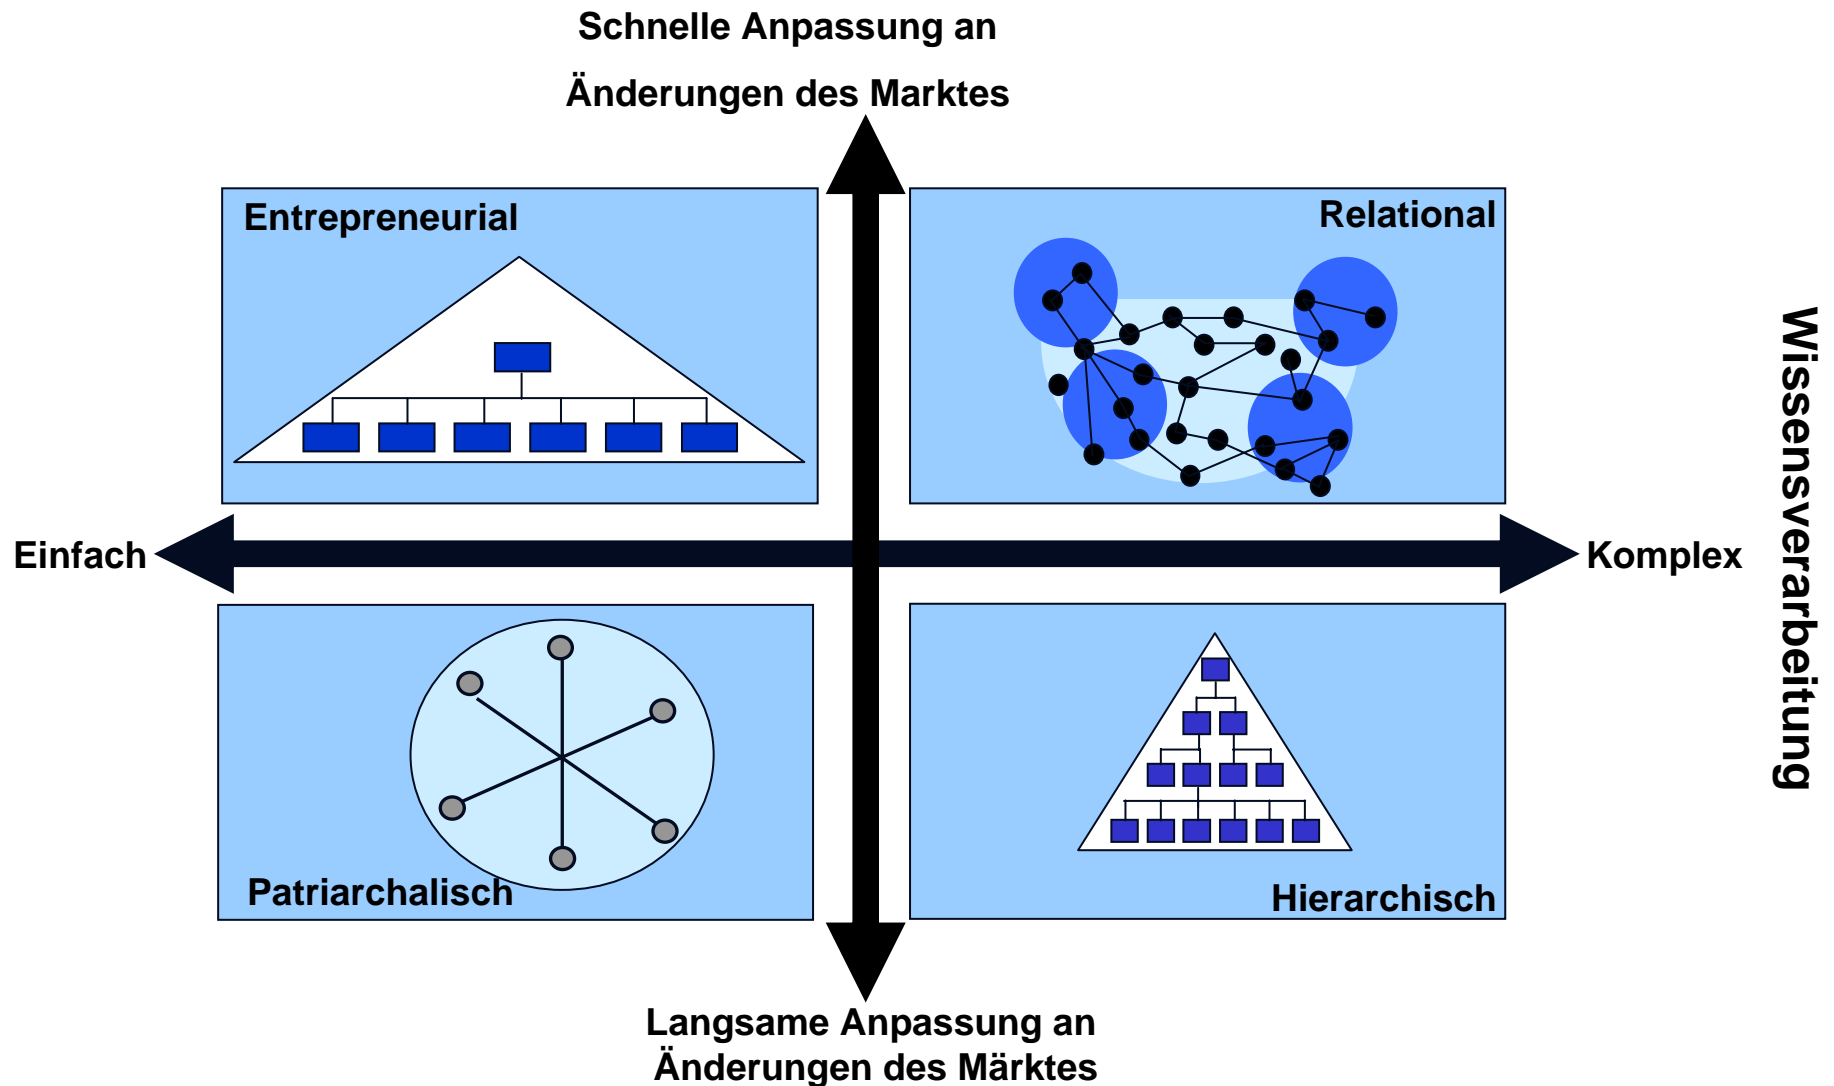 Schnelle Anpassung an
Änderungen des Marktes
Entrepreneurial
Relational
Einfach
Komplex
Wissensverarbeitung
Patriarchalisch
Hierarchisch
Langsame Anpassung an
Änderungen des Märktes